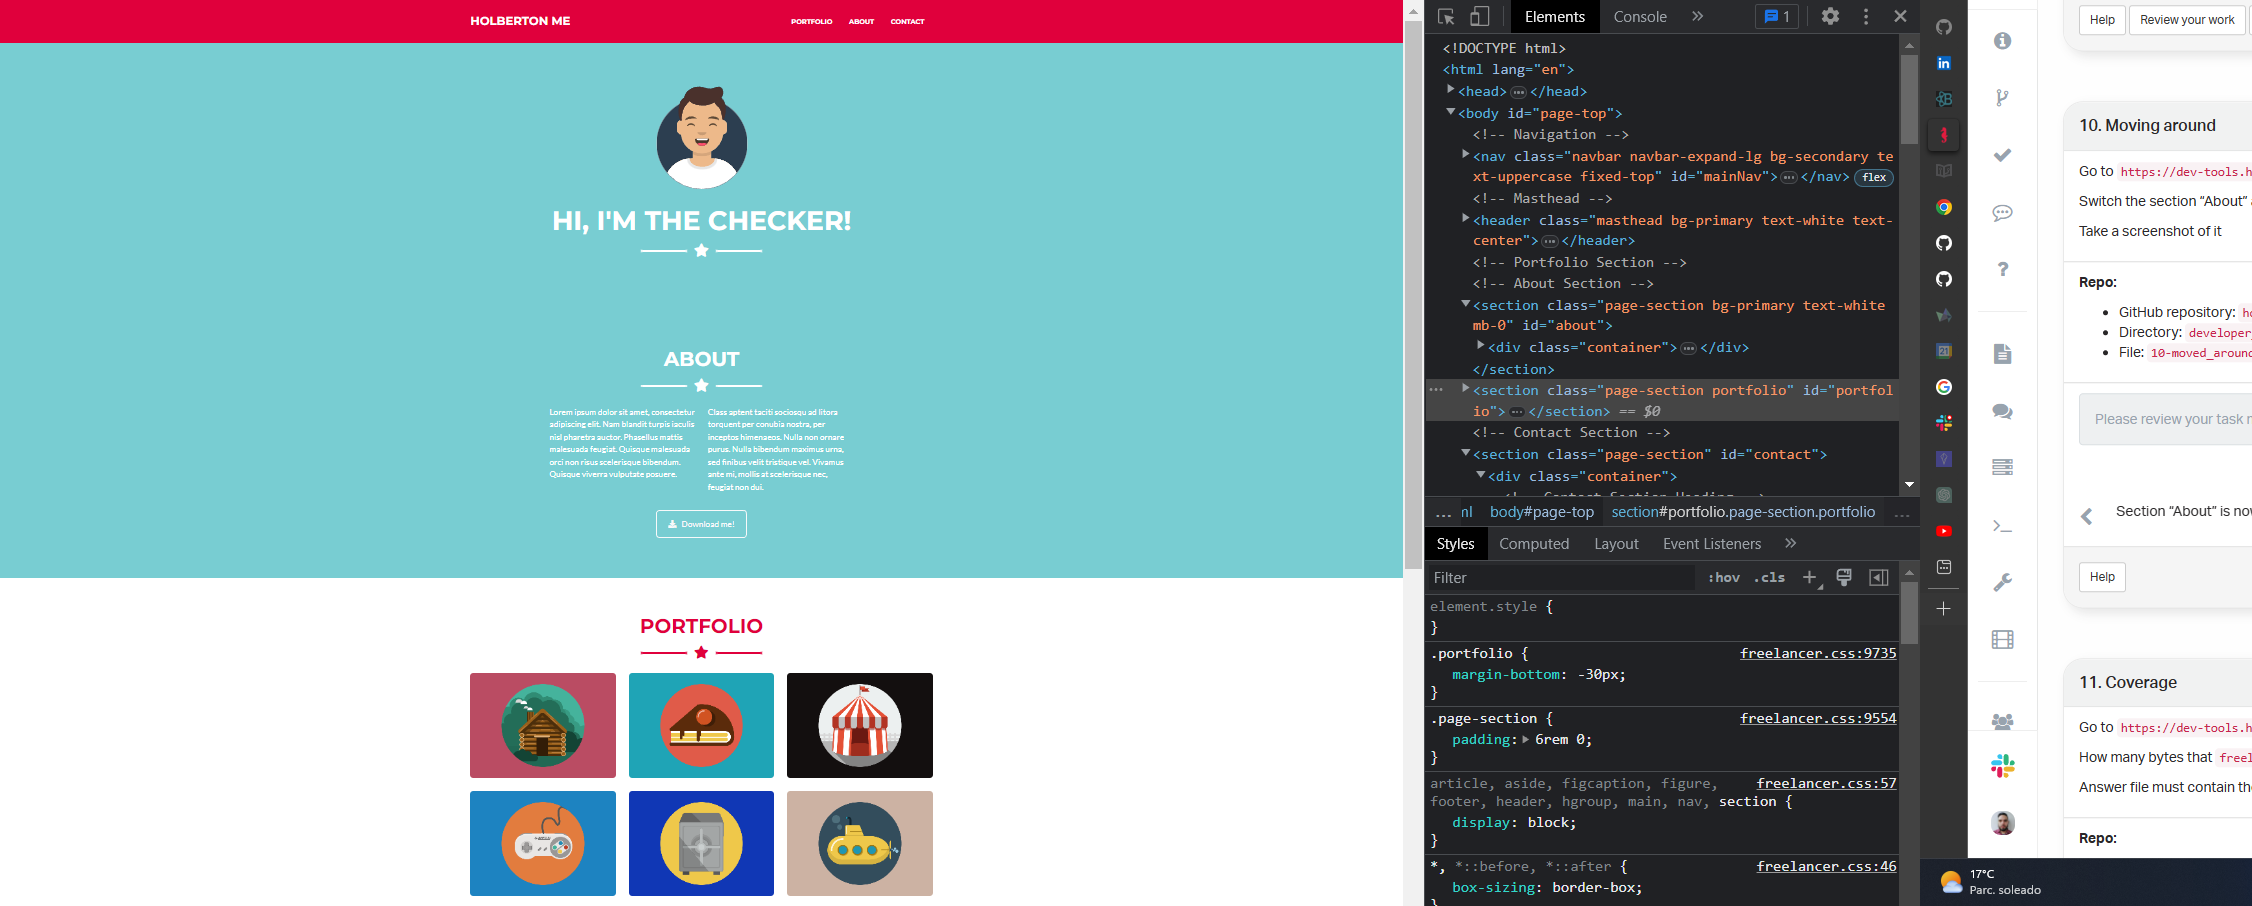 HOLBERTON ME
PORTFOLIO
ABOUT
CONTACT
HI, I'M THE CHECKER!
ABOUT
Lorem ipsum dolor sit amet, consectetur
adipiscing elit. Nam blandit turpis iaculis
nisl pharetra auctor. Phasellus mattis
malesuada feugiat. Quisque malesuada
orci non risus scelerisque bibendum.
Quisque viverra vulputate posuere.
Class aptent taciti sociosqu ad litora
torquent per conubia nostra, per
inceptos himenaeos. Nulla non ornare
purus. Nulla bibendum maximus urna,
sed finibus velit tristique vel. Vivamus
ante mi, mollis at scelerisque nec,
feugiat non dui.
Download me!
PORTFOLIO
Elements
Console
1
<!DOCTYPE html>
<html lang="en">
<head>…</head>
<body id="page-top">
<!-- Navigation -->
<nav class="navbar navbar-expand-lg bg-secondary te
xt-uppercase fixed-top" id="mainNav">…</nav> flex
<!-- Masthead -->
<header class="masthead bg-primary text-white text-
center">…</header>
<!-- Portfolio Section -->
<!-- About Section -->
<section class="page-section bg-primary text-white
mb-0" id="about">
<div class="container">…</div>
</section>
<section class="page-section portfolio" id="portfol
io">…</section> == $0
<!-- Contact Section -->
<section class="page-section" id="contact">
<div class="container">
<!-- Contact Section Heading -->
… ml body#page-top section#portfolio.page-section.portfolio …
Styles
Computed
Layout
Event Listeners
Filter
:hov
.cls
element.style {
}
.portfolio { freelancer.css:9735
margin-bottom: -30px;
}
.page-section { freelancer.css:9554
padding: 6rem 0;
}
article, aside, figcaption, figure, freelancer.css:57
footer, header, hgroup, main, nav, section {
display: block;
}
*, *::before, *::after { freelancer.css:46
box-sizing: border-box;
}
21
Help
Review your work
10. Moving around
Go to https://dev-tools.h
Switch the section “About”
Take a screenshot of it
Repo:
GitHub repository: ho
Directory: developer_
File: 10-moved_around
Please review your task
Section “About” is now
Help
11. Coverage
Go to https://dev-tools.h
How many bytes that freel
Answer file must contain the
Repo:
17°C
Parc. soleado